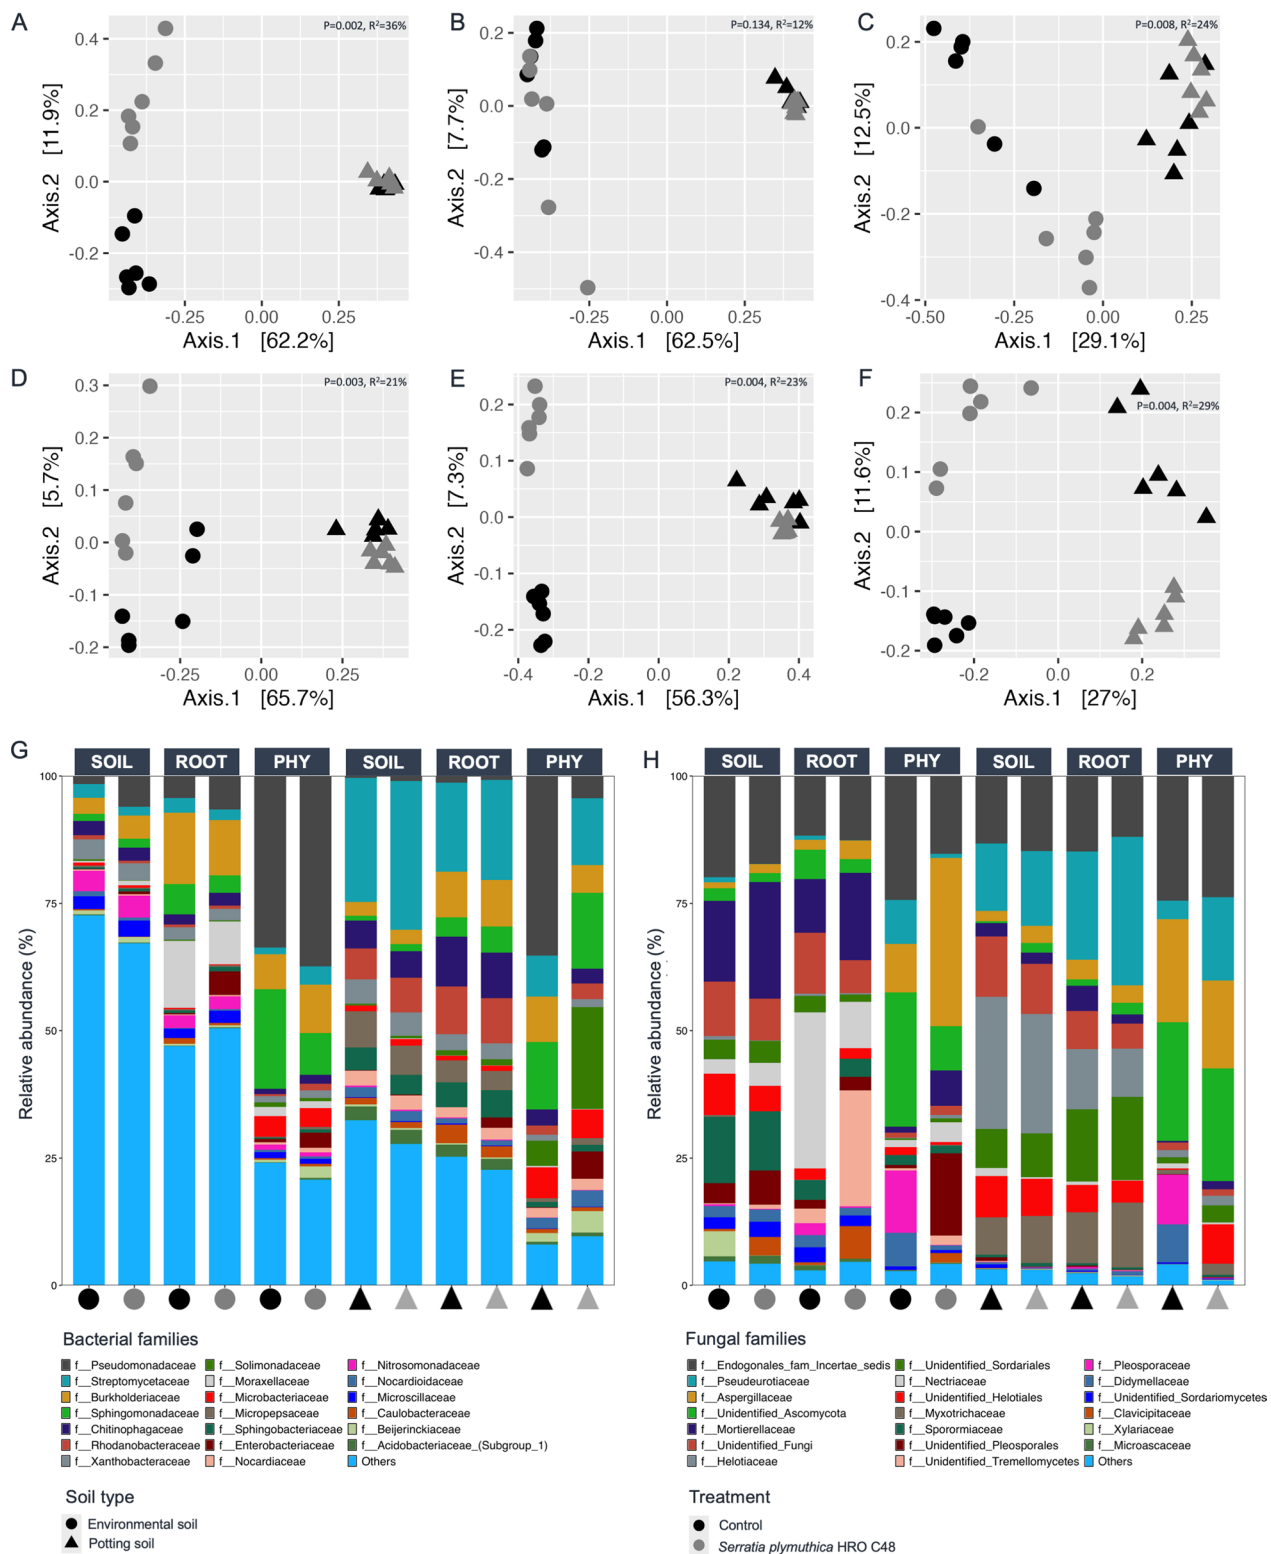 A
P=0.002, R²=36%
0.4
0.2
0.0
-0.2
Axis.2 [11.9%]
-0.25
0.00
0.25
Axis.1 [62.2%]
B
P=0.134, R²=12%
0.2
0.0
-0.2
-0.4
Axis.2 [7.7%]
-0.25
0.00
0.25
Axis.1 [62.5%]
C
P=0.008, R²=24%
0.2
0.0
-0.2
-0.4
Axis.2 [12.5%]
-0.50
-0.25
0.00
0.25
Axis.1 [29.1%]
D
P=0.003, R²=21%
0.3
0.2
0.1
0.0
-0.1
-0.2
Axis.2 [5.7%]
-0.25
0.00
0.25
Axis.1 [65.7%]
E
P=0.004, R²=23%
0.2
0.1
0.0
-0.1
-0.2
Axis.2 [7.3%]
-0.4
-0.2
0.0
0.2
0.4
Axis.1 [56.3%]
F
P=0.004, R²=29%
0.2
0.1
0.0
-0.1
-0.2
Axis.2 [11.6%]
-0.2
0.0
0.2
Axis.1 [27%]
G
SOIL ROOT PHY SOIL ROOT PHY
100
75
50
25
0
Relative abundance (%)
H
SOIL ROOT PHY SOIL ROOT PHY
100
75
50
25
0
Relative abundance (%)
Bacterial families
f__Pseudomonadaceae
f__Streptomycetaceae
f__Burkholderiaceae
f__Sphingomonadaceae
f__Chitinophagaceae
f__Rhodanobacteraceae
f__Xanthobacteraceae
f__Solimonadaceae
f__Moraxellaceae
f__Microbacteriaceae
f__Micropepsaceae
f__Sphingobacteriaceae
f__Enterobacteriaceae
f__Nocardiaceae
f__Nitrosomonadaceae
f__Nocardioidaceae
f__Microscillaceae
f__Caulobacteraceae
f__Beijerinckiaceae
f__Acidobacteriaceae_(Subgroup_1)
Others
Fungal families
f__Endogonales_fam_Incertae_sedis
f__Pseudeurotiaceae
f__Aspergillaceae
f__Unidentified_Ascomycota
f__Mortierellaceae
f__Unidentified_Fungi
f__Helotiaceae
f__Unidentified_Sordariales
f__Nectriaceae
f__Unidentified_Helotiales
f__Myxotrichaceae
f__Sporormiaceae
f__Unidentified_Pleosporales
f__Unidentified_Tremellomycetes
f__Pleosporaceae
f__Didymellaceae
f__Unidentified_Sordariomycetes
f__Clavicipitaceae
f__Xylariaceae
f__Microascaceae
Others
Soil type
Environmental soil
Potting soil
Treatment
Control
Serratia plymuthica HRO C48